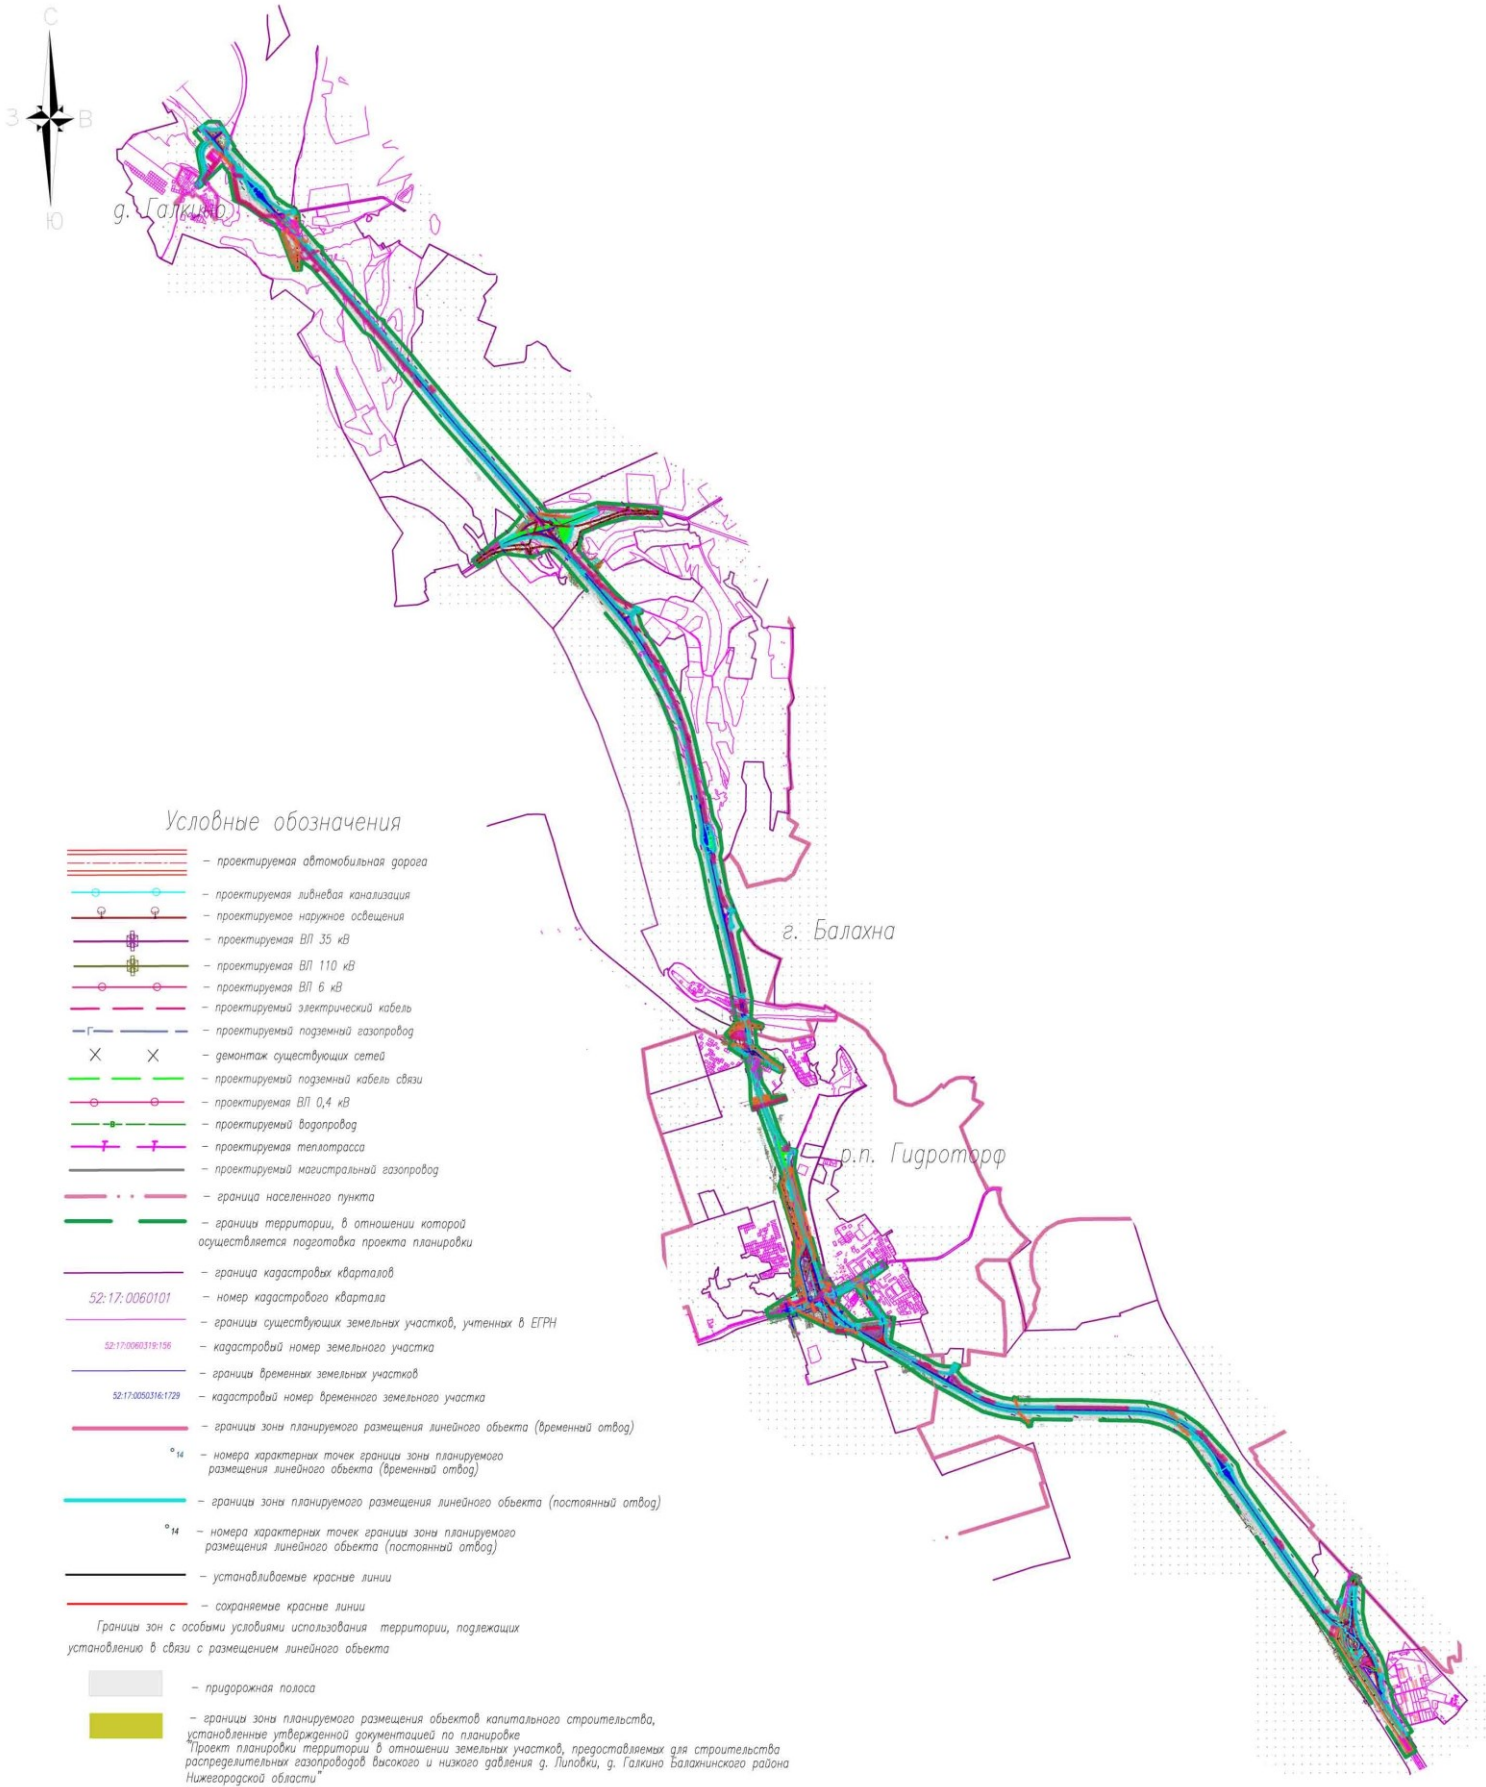 С
З
В
Ю
д. Галкино
г. Балахна
р.п. Гидроторф
Условные обозначения
– проектируемая автомобильная дорога
– проектируемая ливневая канализация
– проектируемое наружное освещения
– проектируемая ВЛ 35 кВ
– проектируемая ВЛ 110 кВ
– проектируемая ВЛ 6 кВ
– проектируемый электрический кабель
Г
– проектируемый подземный газопровод
– демонтаж существующих сетей
– проектируемый подземный кабель связи
– проектируемая ВЛ 0,4 кВ
– проектируемый водопровод
– проектируемая теплотрасса
– проектируемый магистральный газопровод
– граница населенного пункта
– границы территории, в отношении которой
осуществляется подготовка проекта планировки
– граница кадастровых кварталов
52:17:0060101 – номер кадастрового квартала
– границы существующих земельных участков, учтенных в ЕГРН
52:17:0060319:156 – кадастровый номер земельного участка
– границы временных земельных участков
52:17:0050316:1729 – кадастровый номер временного земельного участка
– границы зоны планируемого размещения линейного объекта (временный отвод)
°14 – номера характерных точек границы зоны планируемого
размещения линейного объекта (временный отвод)
– границы зоны планируемого размещения линейного объекта (постоянный отвод)
°14 – номера характерных точек границы зоны планируемого
размещения линейного объекта (постоянный отвод)
– устанавливаемые красные линии
– сохраняемые красные линии
Границы зон с особыми условиями использования территории, подлежащих
установлению в связи с размещением линейного объекта
– придорожная полоса
– границы зоны планируемого размещения объектов капитального строительства,
установленные утвержденной документацией по планировке
"Проект планировки территории в отношении земельных участков, предоставляемых для строительства
распределительных газопроводов высокого и низкого давления д. Липовки, д. Галкино Балахнинского района
Нижегородской области"